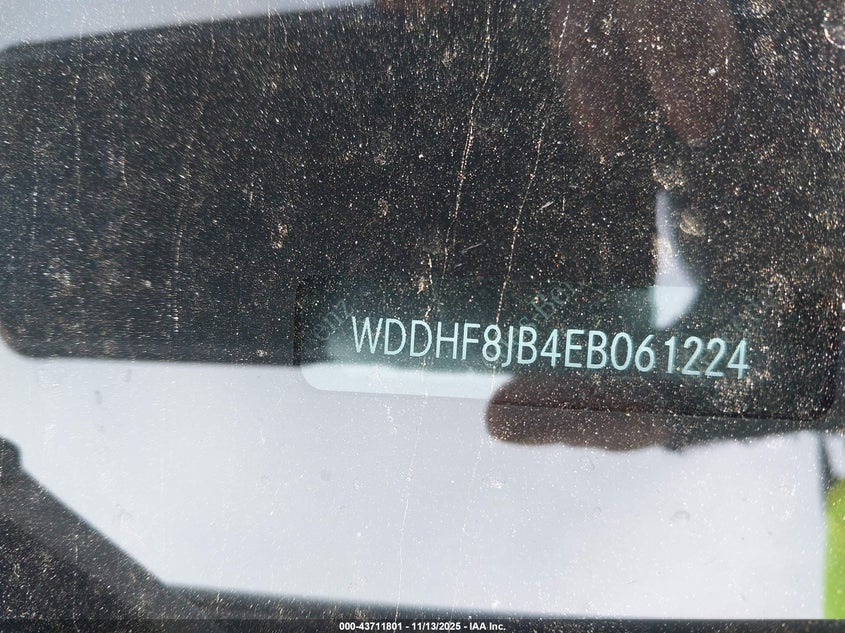 WDDHF8JB4EB061224
000-43711801 - 11/13/2025 - IAA Inc.